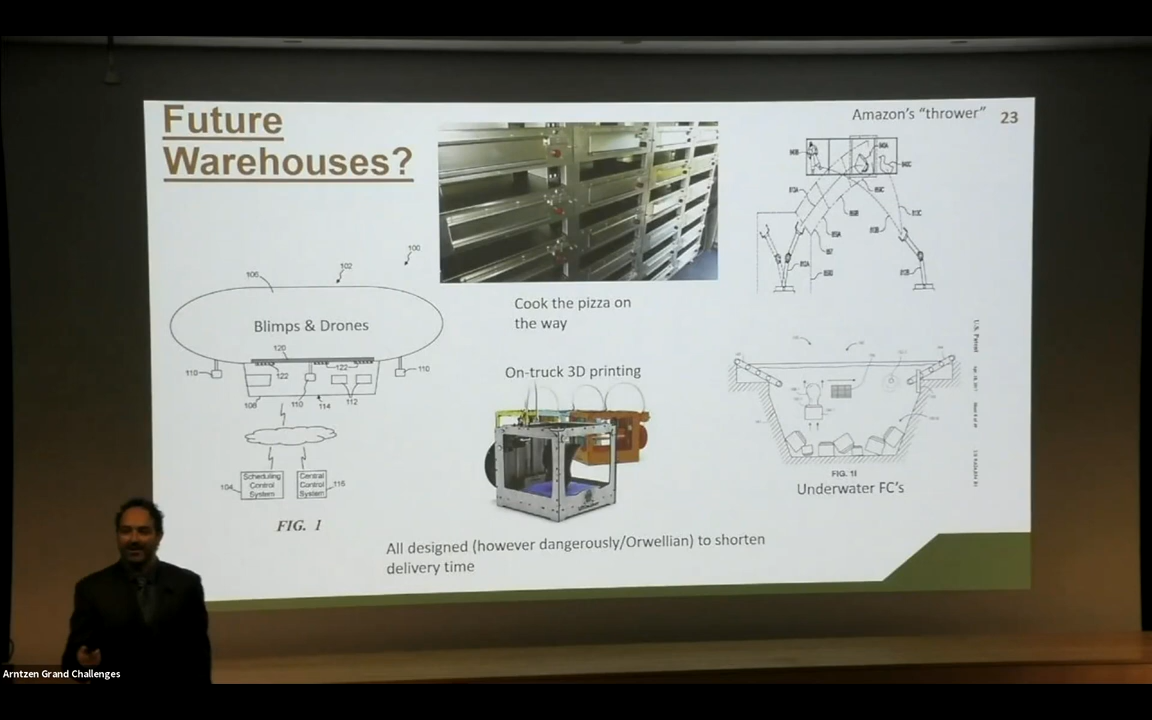 Future
Warehouses?
Amazon's "thrower"
23
100
102
106
Blimps & Drones
120
122
122
110
110
108
110
114
112
Scheduling
Control
System
104
Central
Control
System
116
FIG. 1
Cook the pizza on
the way
On-truck 3D printing
U.S. Patent
FIG. 1I
Underwater FC's
All designed (however dangerously/Orwellian) to shorten
delivery time
Arntzen Grand Challenges